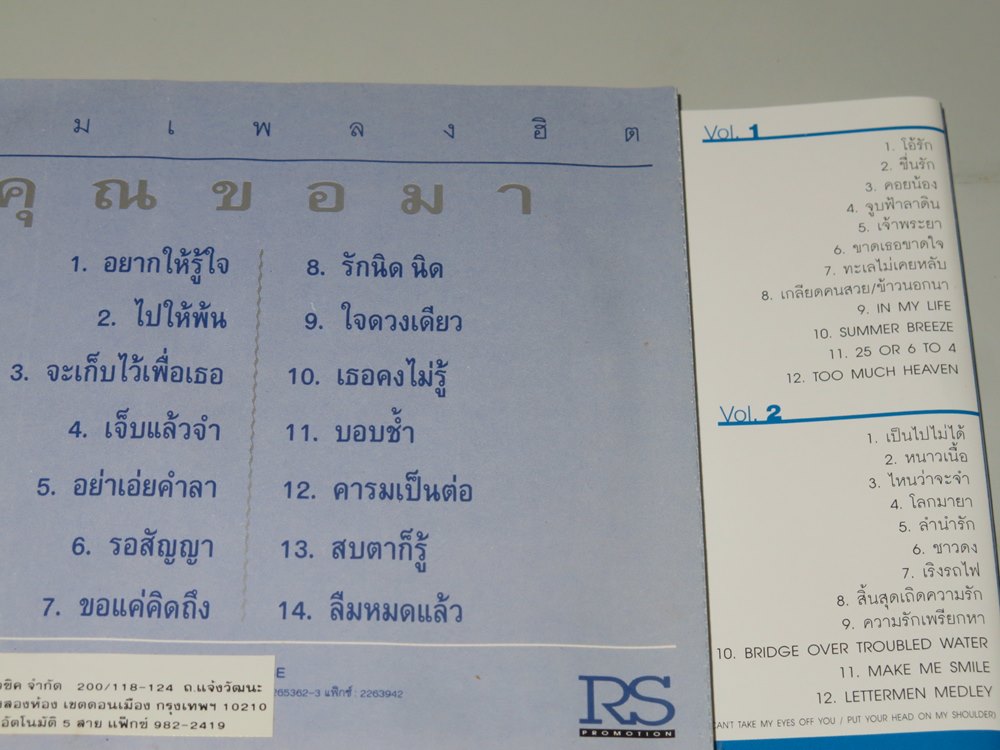 มเพลงฮิต
คุณขอมา
1. อยากให้รู้ใจ
2. ไปให้พ้น
3. จะเก็บไว้เพื่อเธอ
4. เจ็บแล้วจำ
5. อย่าเอ่ยคำลา
6. รอสัญญา
7. ขอแค่คิดถึง
8. รักนิด นิด
9. ใจดวงเดียว
10. เธอคงไม่รู้
11. บอบช้ำ
12. คารมเป็นต่อ
13. สบตาก็รู้
14. ลืมหมดแล้ว
จำกัด 200/118-124 ถ.แจ้งวัฒนะ
เขตดอนเมือง กรุงเทพฯ 10210
อัตโนมัติ 5 สาย แฟ็กซ์ 982-2419
265362-3 แฟ็กซ์ : 2263942
RS
PROMOTION
Vol. 1
1. โอ้รัก
2. ชื่นรัก
3. คอยน้อง
4. จูบฟ้าลาดิน
5. เจ้าพระยา
6. ขาดเธอขาดใจ
7. ทะเลไม่เคยหลับ
8. เกลียดคนสวย/ข้าวนอกนา
9. IN MY LIFE
10. SUMMER BREEZE
11. 25 OR 6 TO 4
12. TOO MUCH HEAVEN
Vol. 2
1. เป็นไปไม่ได้
2. หนาวเนื้อ
3. ไหนว่าจะจำ
4. โลกมายา
5. ลำนำรัก
6. ชาวดง
7. เริงรถไฟ
8. สิ้นสุดเถิดความรัก
9. ความรักเพรียกหา
10. BRIDGE OVER TROUBLED WATER
11. MAKE ME SMILE
12. LETTERMEN MEDLEY
CAN'T TAKE MY EYES OFF YOU / PUT YOUR HEAD ON MY SHOULDER)